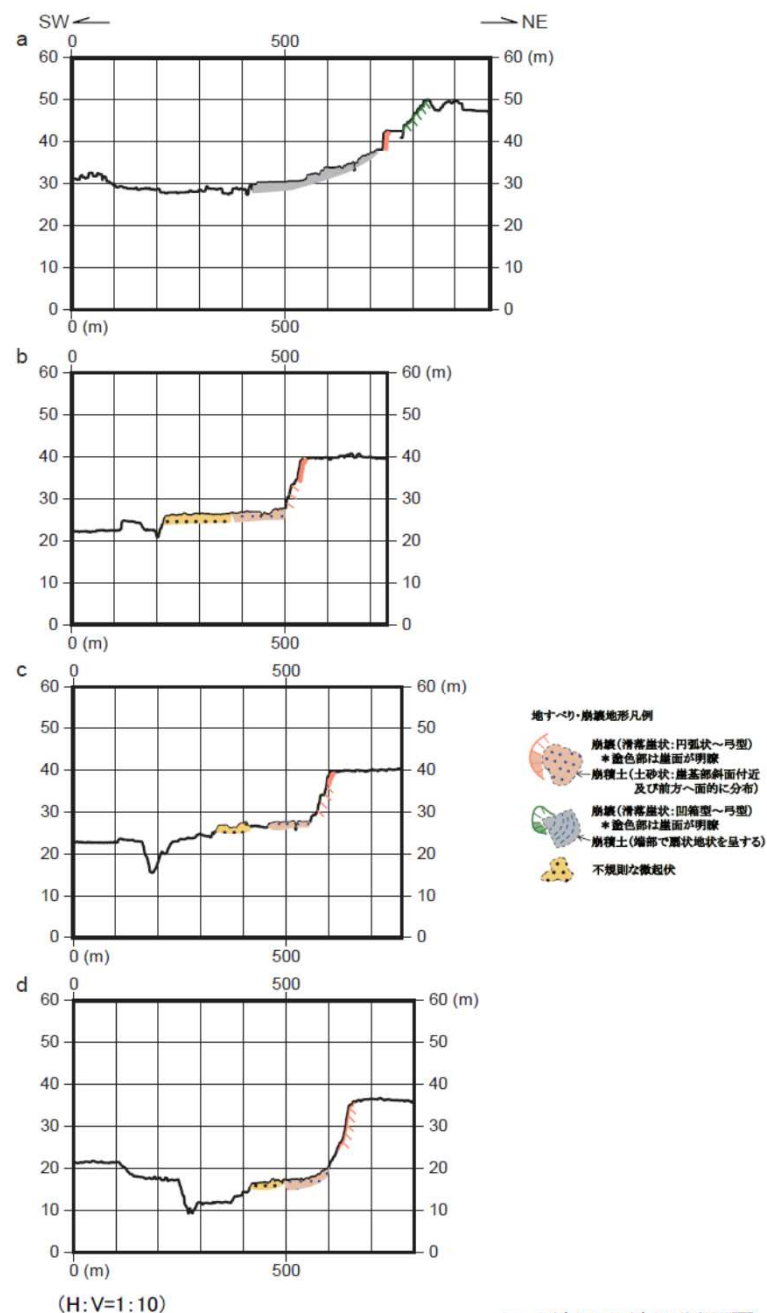 SW NE
a
0 500
60 60 (m)
50 50
40 40
30 30
20 20
10 10
0 0
0 (m) 500
b
0 500
60 60 (m)
50 50
40 40
30 30
20 20
10 10
0 0
0 (m) 500
c
0 500
60 60 (m)
50 50
40 40
30 30
20 20
10 10
0 0
0 (m) 500
地すべり・崩壊地形凡例
崩壊(滑落崖状:円弧状～弓型)
*塗色部は崖面が明瞭
崩積土(土砂状:崖基部斜面付近
及び前方へ面的に分布)
崩壊(滑落崖状:凹箱型～弓型)
*塗色部は崖面が明瞭
崩積土(端部で扇状地状を呈する)
不規則な微起伏
d
0 500
60 60 (m)
50 50
40 40
30 30
20 20
10 10
0 0
0 (m) 500
(H:V=1:10)